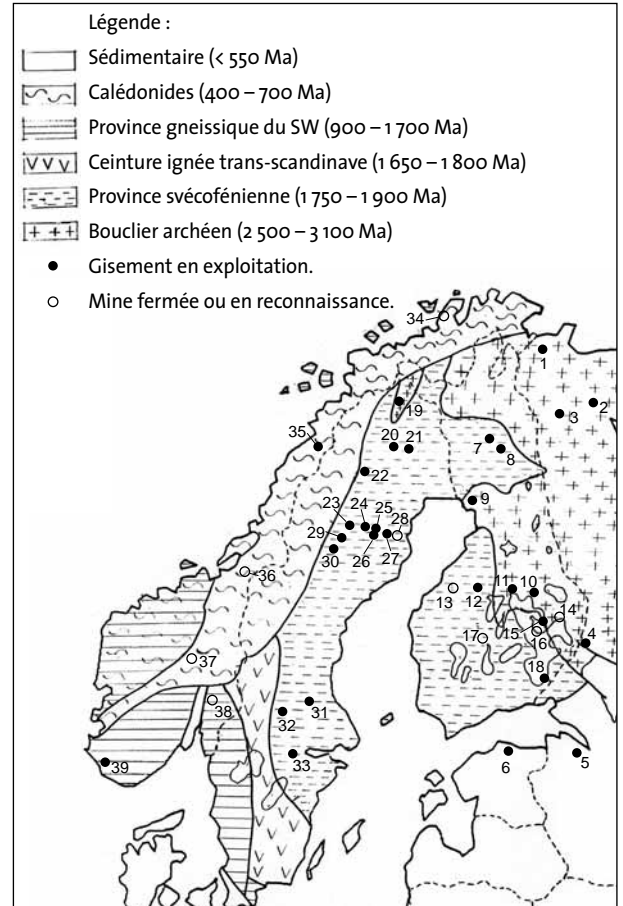 Légende :
Sédimentaire (< 550 Ma)
Calédonides (400 – 700 Ma)
Province gneissique du SW (900 – 1 700 Ma)
Ceinture ignée trans-scandinave (1 650 – 1 800 Ma)
Province svécofénienne (1 750 – 1 900 Ma)
Bouclier archéen (2 500 – 3 100 Ma)
Gisement en exploitation.
Mine fermée ou en reconnaissance.
34
1
2
3
19
35
20 21
7
8
22
9
23 24 25
29
28
26 27
30
13 12 11 10
14
36
15 16
17
4
37
18
38
32 31
33
39
6
5